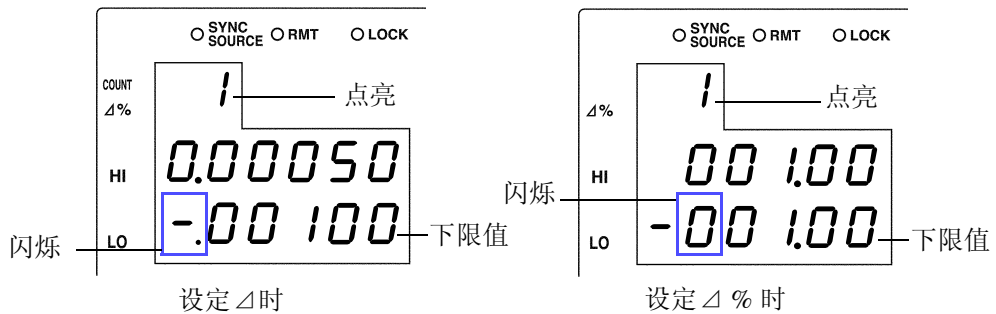 SYNC SOURCE RMT LOCK
COUNT
⊿%
1 点亮
HI 0.00050
闪烁 LO -.00100 下限值
设定⊿时
SYNC SOURCE RMT LOCK
⊿%
1 点亮
HI 001.00
闪烁
LO -001.00 下限值
设定⊿ % 时